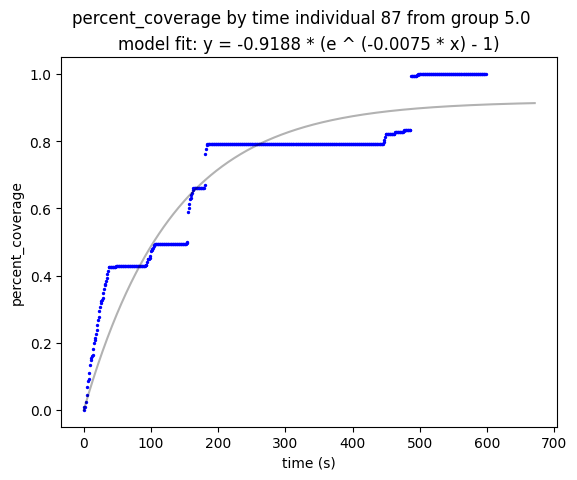 percent_coverage by time individual 87 from group 5.0
model fit: y = -0.9188 * (e ^ (-0.0075 * x) - 1)
1.0
0.8
0.6
0.4
0.2
0.0
percent_coverage
0 100 200 300 400 500 600 700
time (s)